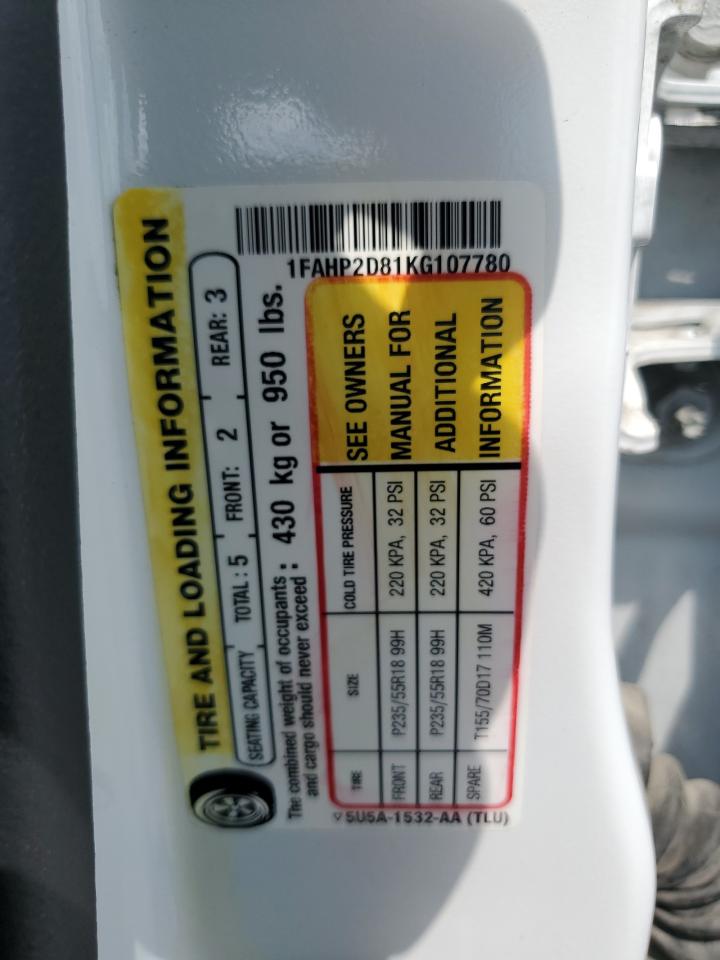 TIRE AND LOADING INFORMATION
SEATING CAPACITY TOTAL: 5 FRONT: 2 REAR: 3
The combined weight of occupants and cargo should never exceed: 430 kg or 950 lbs.
TIRE SIZE COLD TIRE PRESSURE
FRONT P235/55R18 99H 220 KPA, 32 PSI
REAR P235/55R18 99H 220 KPA, 32 PSI
SPARE T155/70D17 110M 420 KPA, 60 PSI
SEE OWNERS
MANUAL FOR
ADDITIONAL
INFORMATION
5U5A-1532-AA (TLU)
1FAHP2D81KG107780